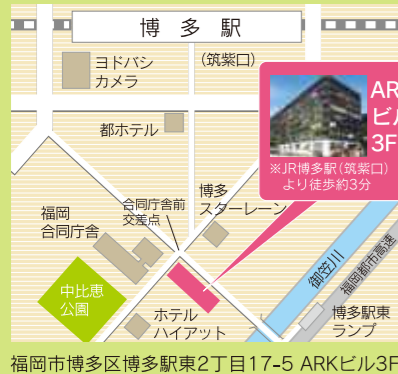 博多駅
ヨドバシ
カメラ
(筑紫口)
ARK
ビル
3F
※JR博多駅(筑紫口)
より徒歩約3分
都ホテル
博多
スターレーン
合同庁舎前
交差点
福岡
合同庁舎
中比恵
公園
ホテル
ハイアット
御笠川
福岡都市高速
博多駅東
ランプ
福岡市博多区博多駅東2丁目17-5 ARKビル3F